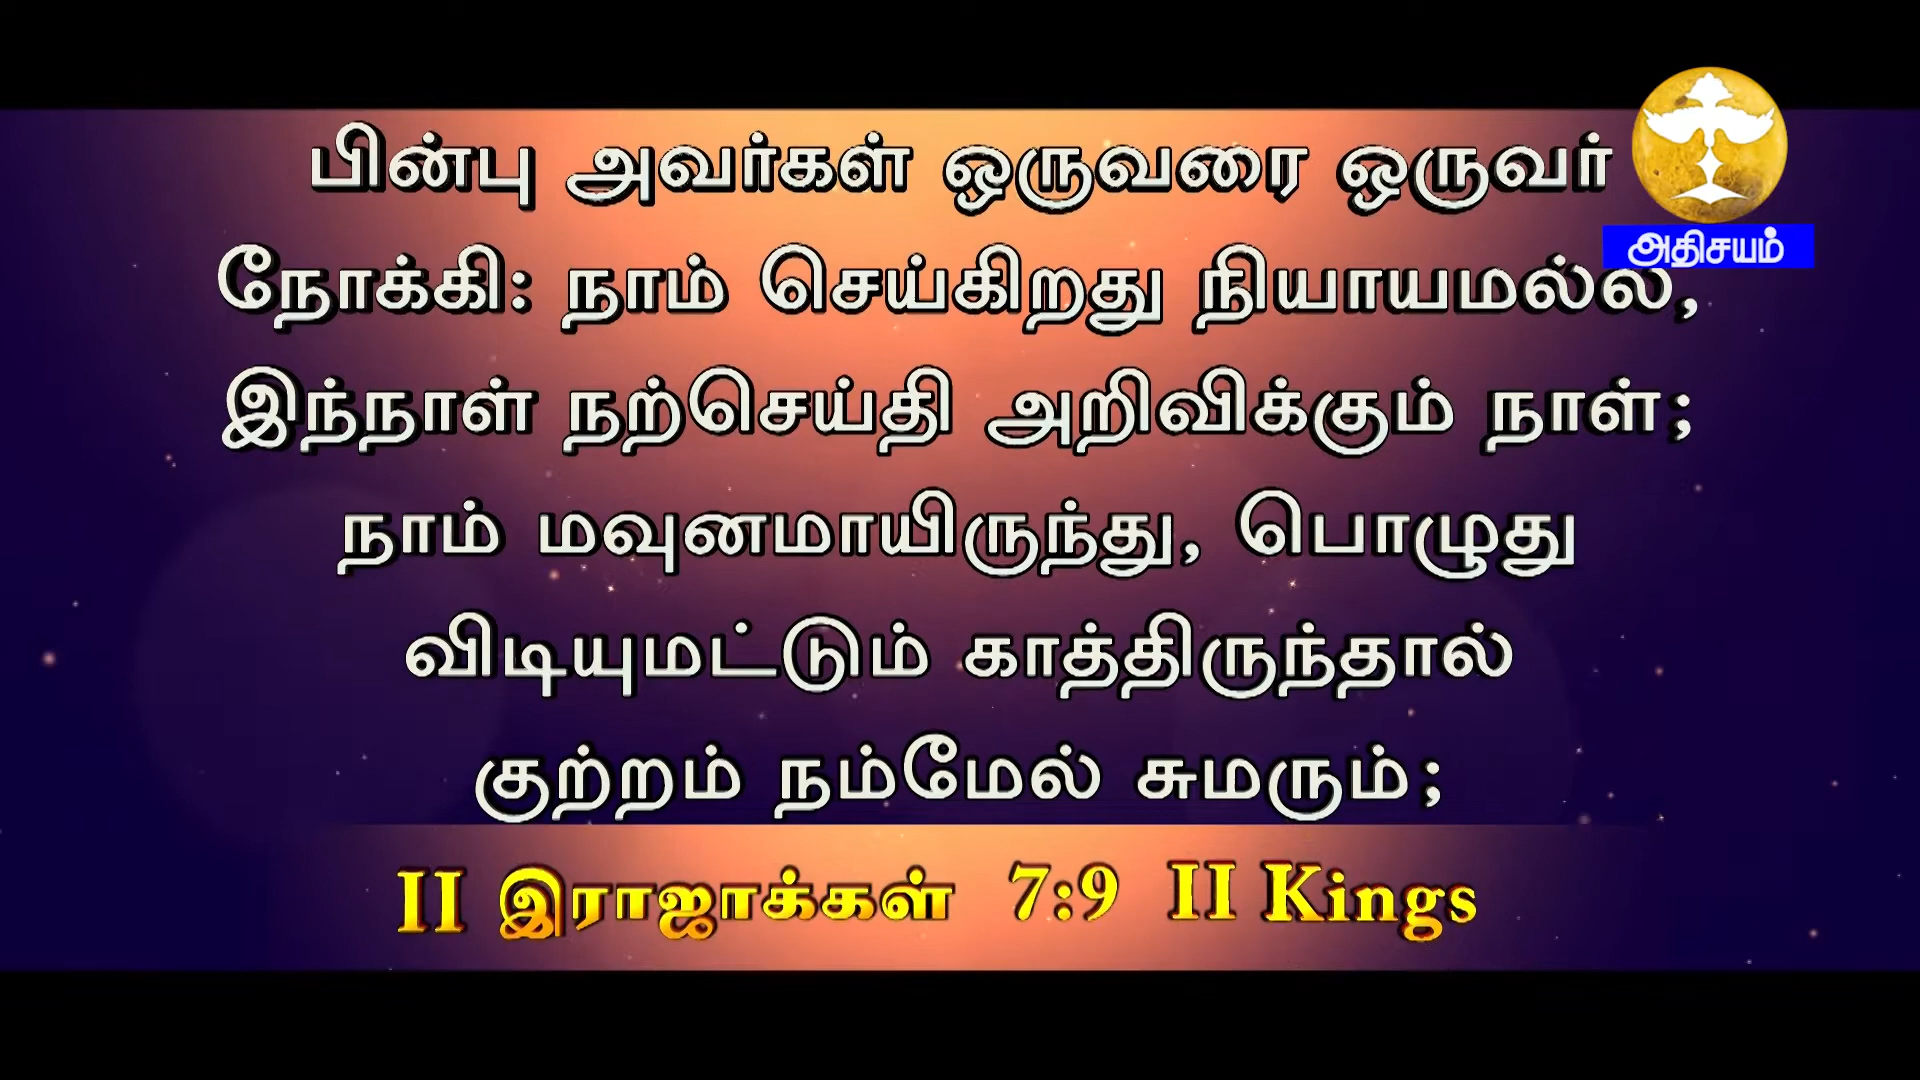 பின்பு அவர்கள் ஒருவரை ஒருவர்
அதிசயம்
நோக்கி: நாம் செய்கிறது நியாயமல்ல,
இந்நாள் நற்செய்தி அறிவிக்கும் நாள்;
நாம் மவுனமாயிருந்து, பொழுது
விடியுமட்டும் காத்திருந்தால்
குற்றம் நம்மேல் சுமரும்;
II இராஜாக்கள் 7:9 II Kings